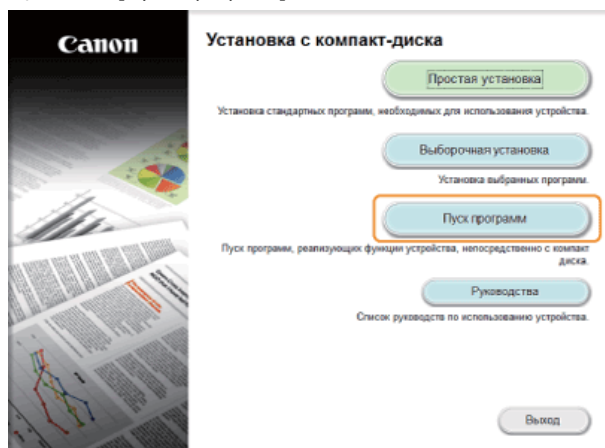 Canon
Установка с компакт-диска
Простая установка
Установка стандартных программ, необходимых для использования устройства.
Выборочная установка
Установка выбранных программ.
Пуск программ
Пуск программ, реализующих функции устройства, непосредственно с компакт
диска.
Руководства
Список руководств по использованию устройства.
Выход